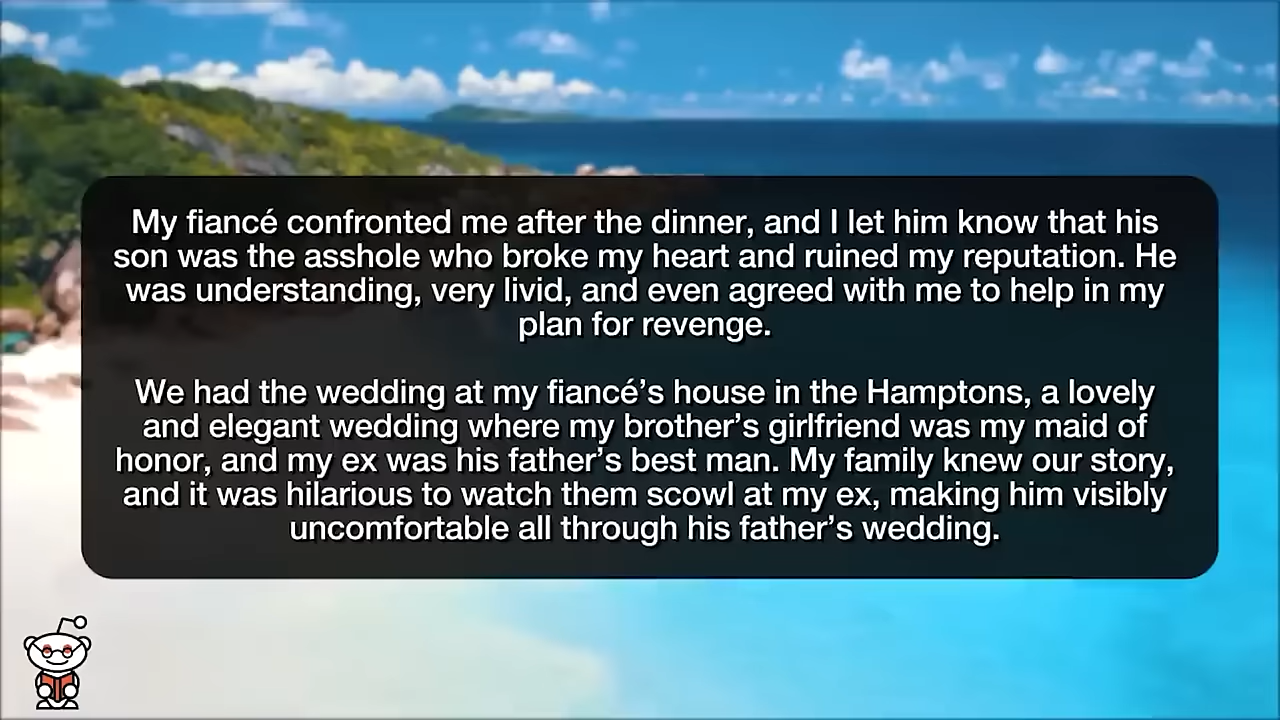 My fiancé confronted me after the dinner, and I let him know that his
son was the asshole who broke my heart and ruined my reputation. He
was understanding, very livid, and even agreed with me to help in my
plan for revenge.
We had the wedding at my fiancé’s house in the Hamptons, a lovely
and elegant wedding where my brother’s girlfriend was my maid of
honor, and my ex was his father’s best man. My family knew our story,
and it was hilarious to watch them scowl at my ex, making him visibly
uncomfortable all through his father’s wedding.